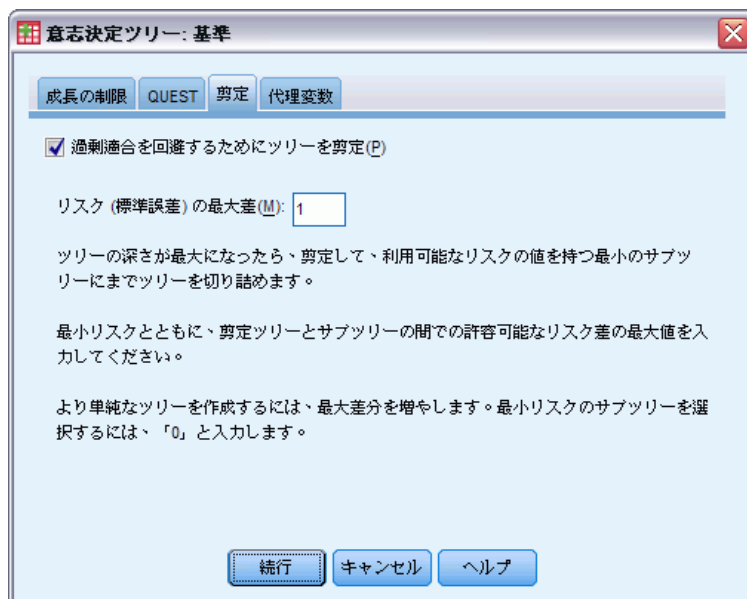 意志決定ツリー: 基準
成長の制限 QUEST 剪定 代理変数
過剰適合を回避するためにツリーを剪定(P)
リスク (標準誤差) の最大差(M): 1
ツリーの深さが最大になったら、剪定して、利用可能なリスクの値を持つ最小のサブツ
リーにまでツリーを切り詰めます。
最小リスクとともに、剪定ツリーとサブツリーの間での許容可能なリスク差の最大値を入
力してください。
より単純なツリーを作成するには、最大差分を増やします。最小リスクのサブツリーを選
択するには、「0」と入力します。
続行 キャンセル ヘルプ